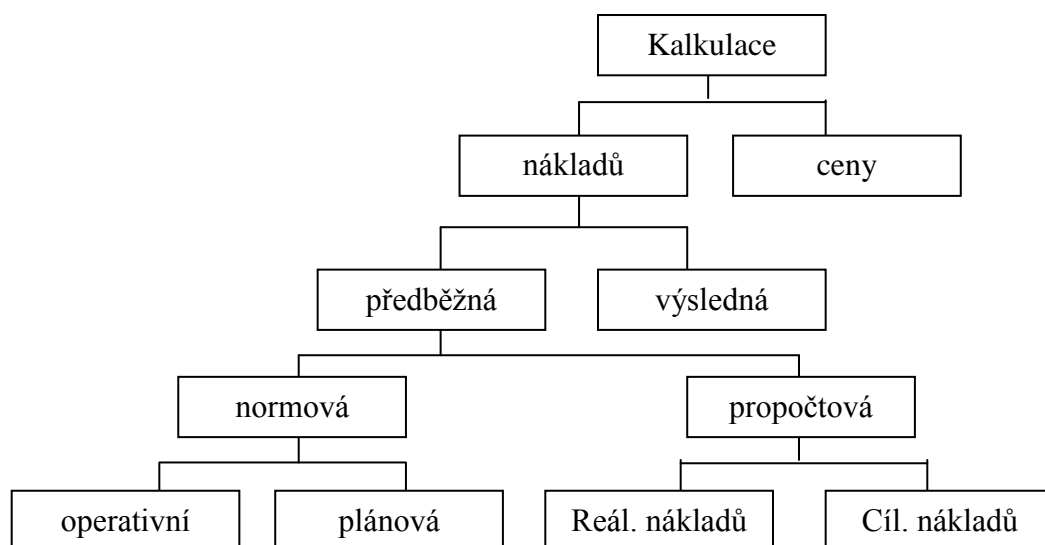 Kalkulace
nákladů
ceny
předběžná
výsledná
normová
propočtová
operativní
plánová
Reál. nákladů
Cíl. nákladů